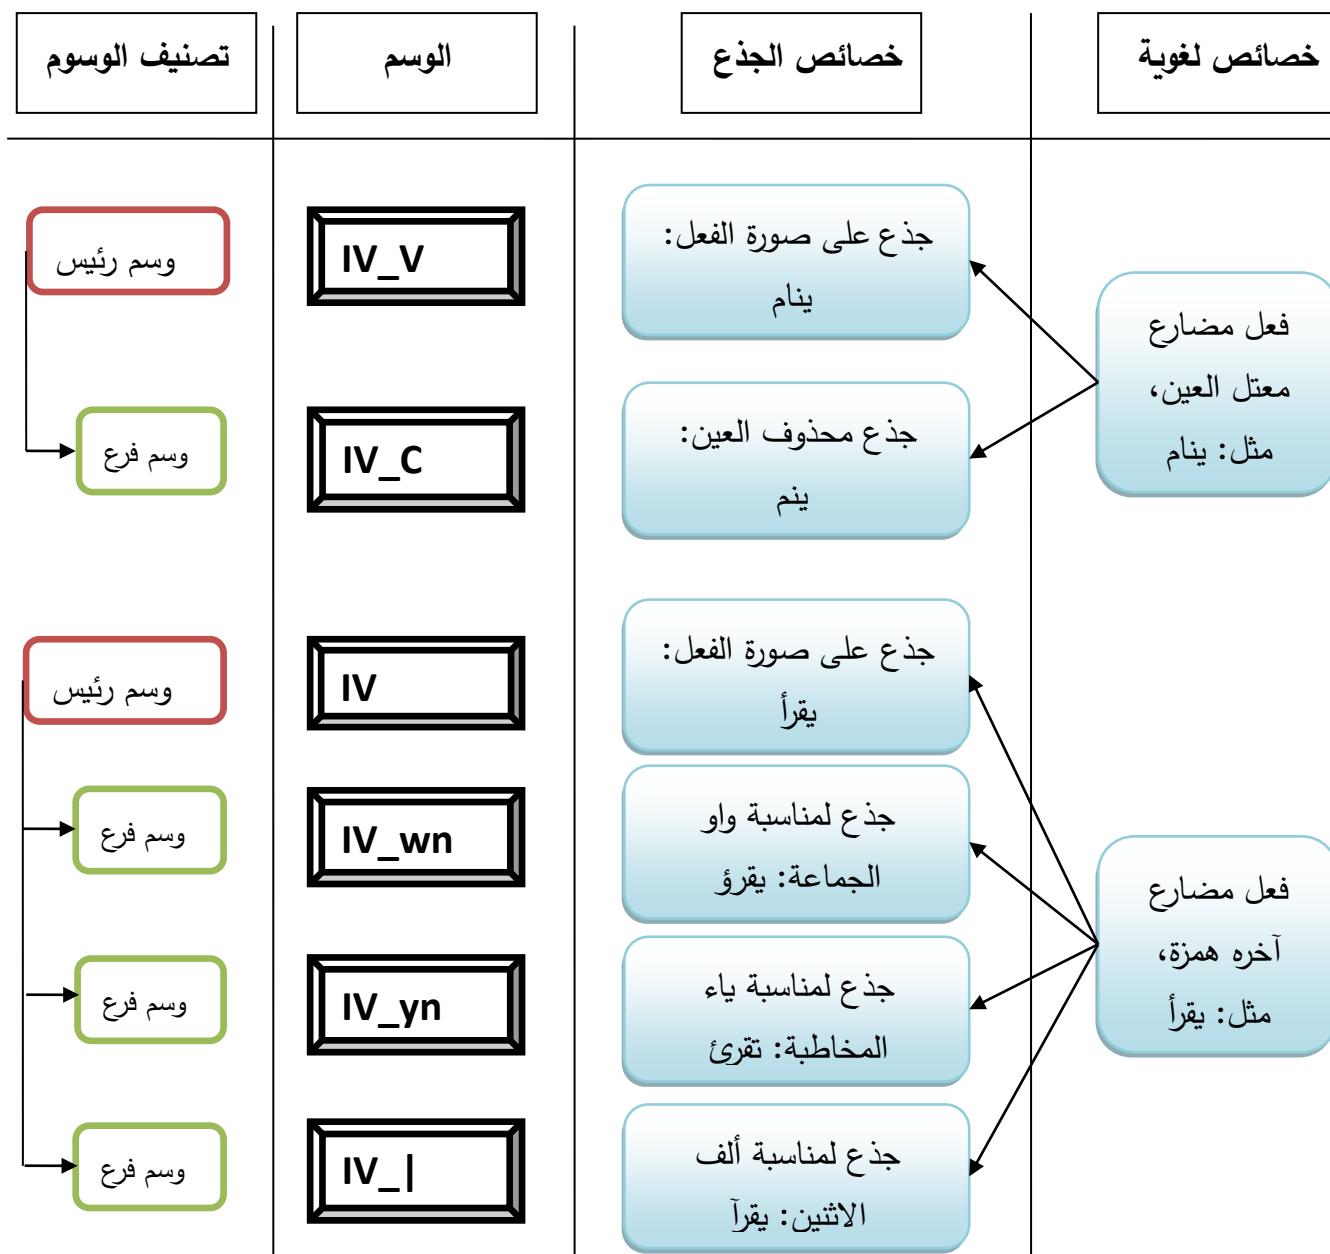 خصائص لغوية
خصائص الجذع
الوسم
تصنيف الوسوم
فعل مضارع
معتل العين،
مثل: ينام
جذع على صورة الفعل:
ينام
IV_V
وسم رئيس
جذع محذوف العين:
ينم
IV_C
وسم فرع
فعل مضارع
آخره همزة،
مثل: يقرأ
جذع على صورة الفعل:
يقرأ
IV
وسم رئيس
جذع لمناسبة واو
الجماعة: يقرؤ
IV_wn
وسم فرع
جذع لمناسبة ياء
المخاطبة: تقرئ
IV_yn
وسم فرع
جذع لمناسبة ألف
الاثنين: يقرآ
IV_|
وسم فرع